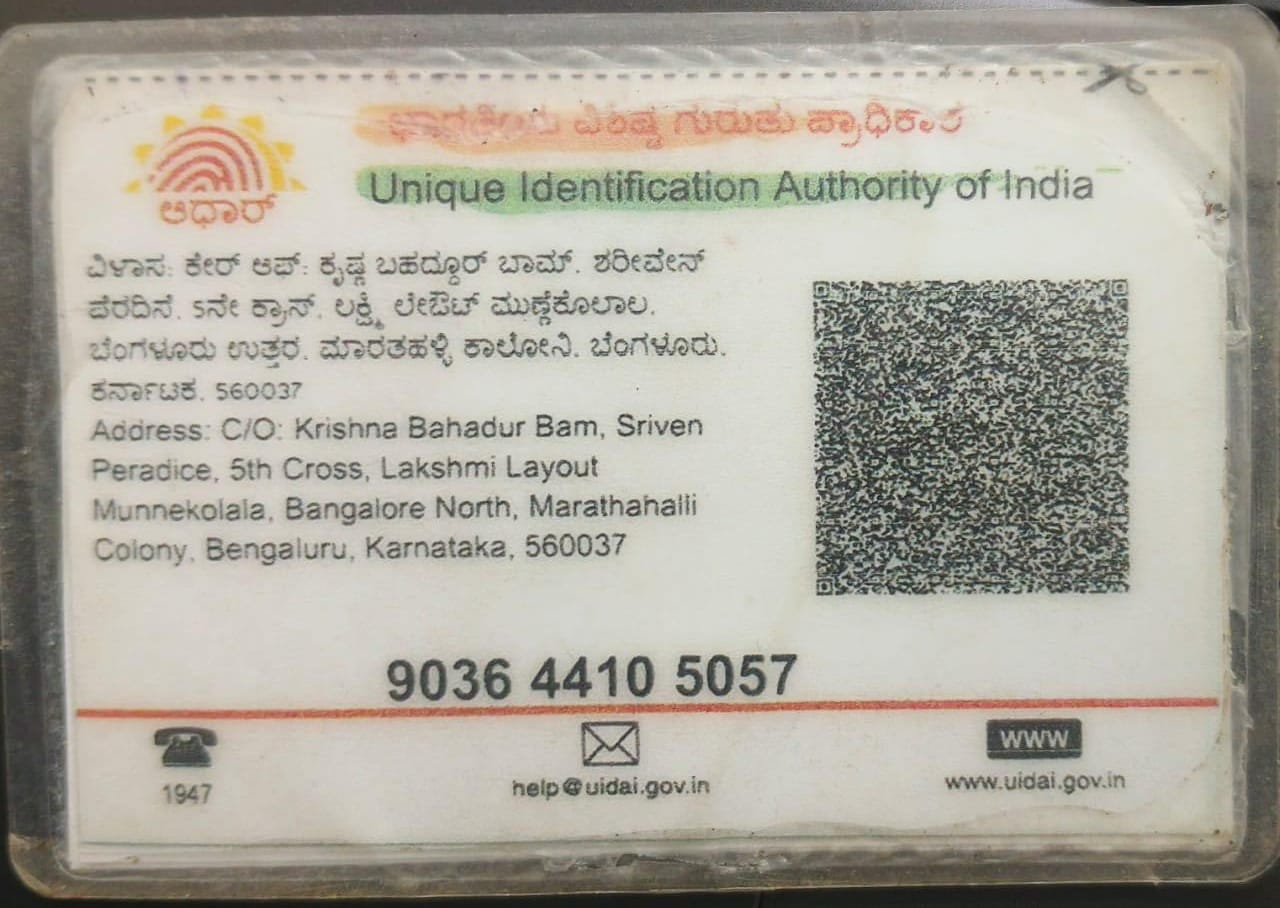 ಭಾರತೀಯ ವಿಶಿಷ್ಟ ಗುರುತು ಪ್ರಾಧಿಕಾರ
Unique Identification Authority of India
ಆಧಾರ್
ವಿಳಾಸ: ಕೇರ್ ಆಫ್: ಕೃಷ್ಣ ಬಹದ್ದೂರ್ ಬಾಮ್, ಶರೀವೇನ್
ಪೆರದಿಸೆ, 5ನೇ ಕ್ರಾಸ್, ಲಕ್ಷ್ಮಿ ಲೇಔಟ್ ಮುಣ್ಣೆಕೊಲಾಲ,
ಬೆಂಗಳೂರು ಉತ್ತರ, ಮಾರತಹಳ್ಳಿ ಕಾಲೋನಿ, ಬೆಂಗಳೂರು,
ಕರ್ನಾಟಕ, 560037
Address: C/O: Krishna Bahadur Bam, Sriven
Peradice, 5th Cross, Lakshmi Layout
Munnekolala, Bangalore North, Marathahalli
Colony, Bengaluru, Karnataka, 560037
9036 4410 5057
1947
help@uidai.gov.in
www
www.uidai.gov.in